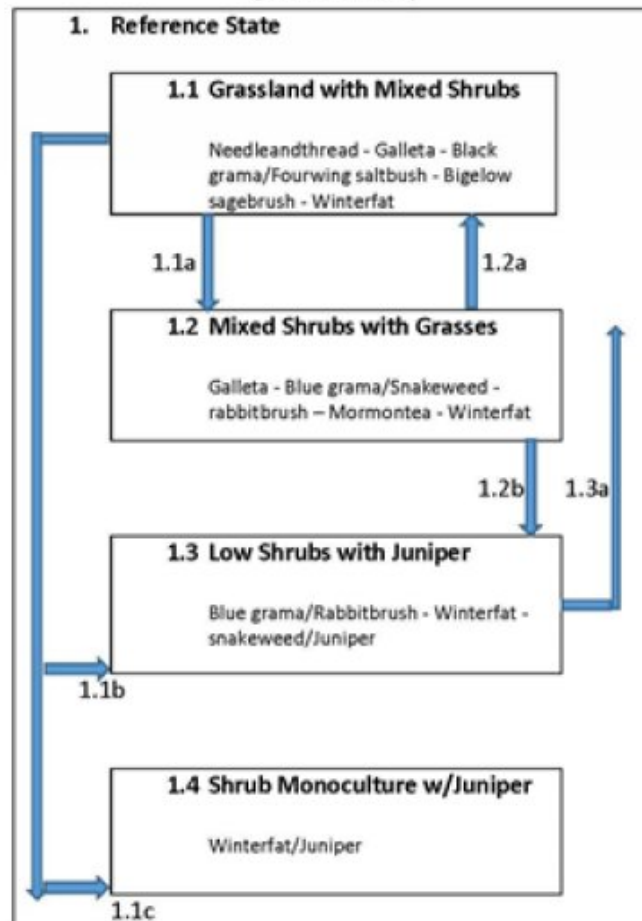 1. Reference State
1.1 Grassland with Mixed Shrubs
Needleandthread - Galleta - Black
grama/Fourwing saltbush - Bigelow
sagebrush - Winterfat
1.1a
1.2a
1.2 Mixed Shrubs with Grasses
Galleta - Blue grama/Snakeweed -
rabbitbrush – Mormontea - Winterfat
1.2b
1.3a
1.3 Low Shrubs with Juniper
Blue grama/Rabbitbrush - Winterfat -
snakeweed/Juniper
1.1b
1.4 Shrub Monoculture w/Juniper
Winterfat/Juniper
1.1c